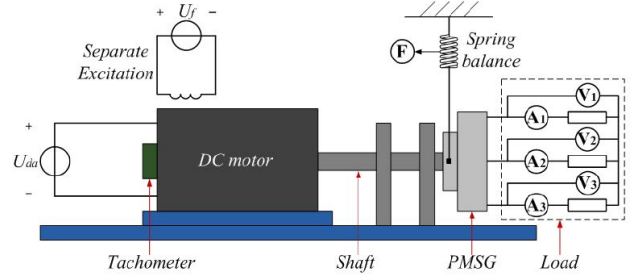 + U_f −
Separate
Excitation
F
Spring
balance
V₁
A₁
+
U_da
−
DC motor
V₂
A₂
V₃
A₃
Tachometer
Shaft
PMSG
Load